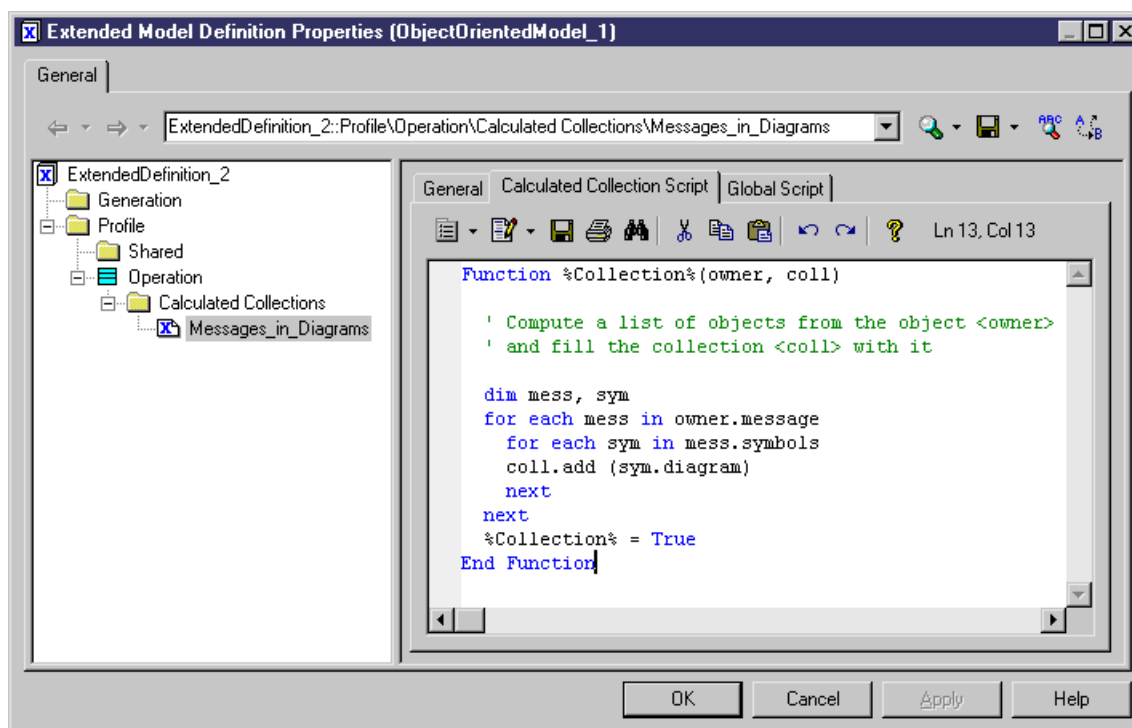 Extended Model Definition Properties (ObjectOrientedModel_1)
General
ExtendedDefinition_2::Profile\Operation\Calculated Collections\Messages_in_Diagrams
ABC
A
B
ExtendedDefinition_2
Generation
Profile
Shared
Operation
Calculated Collections
Messages_in_Diagrams
General Calculated Collection Script Global Script
Ln 13, Col 13
Function %Collection%(owner, coll)
' Compute a list of objects from the object <owner>
' and fill the collection <coll> with it
dim mess, sym
for each mess in owner.message
for each sym in mess.symbols
coll.add (sym.diagram)
next
next
%Collection% = True
End Function
OK Cancel Apply Help